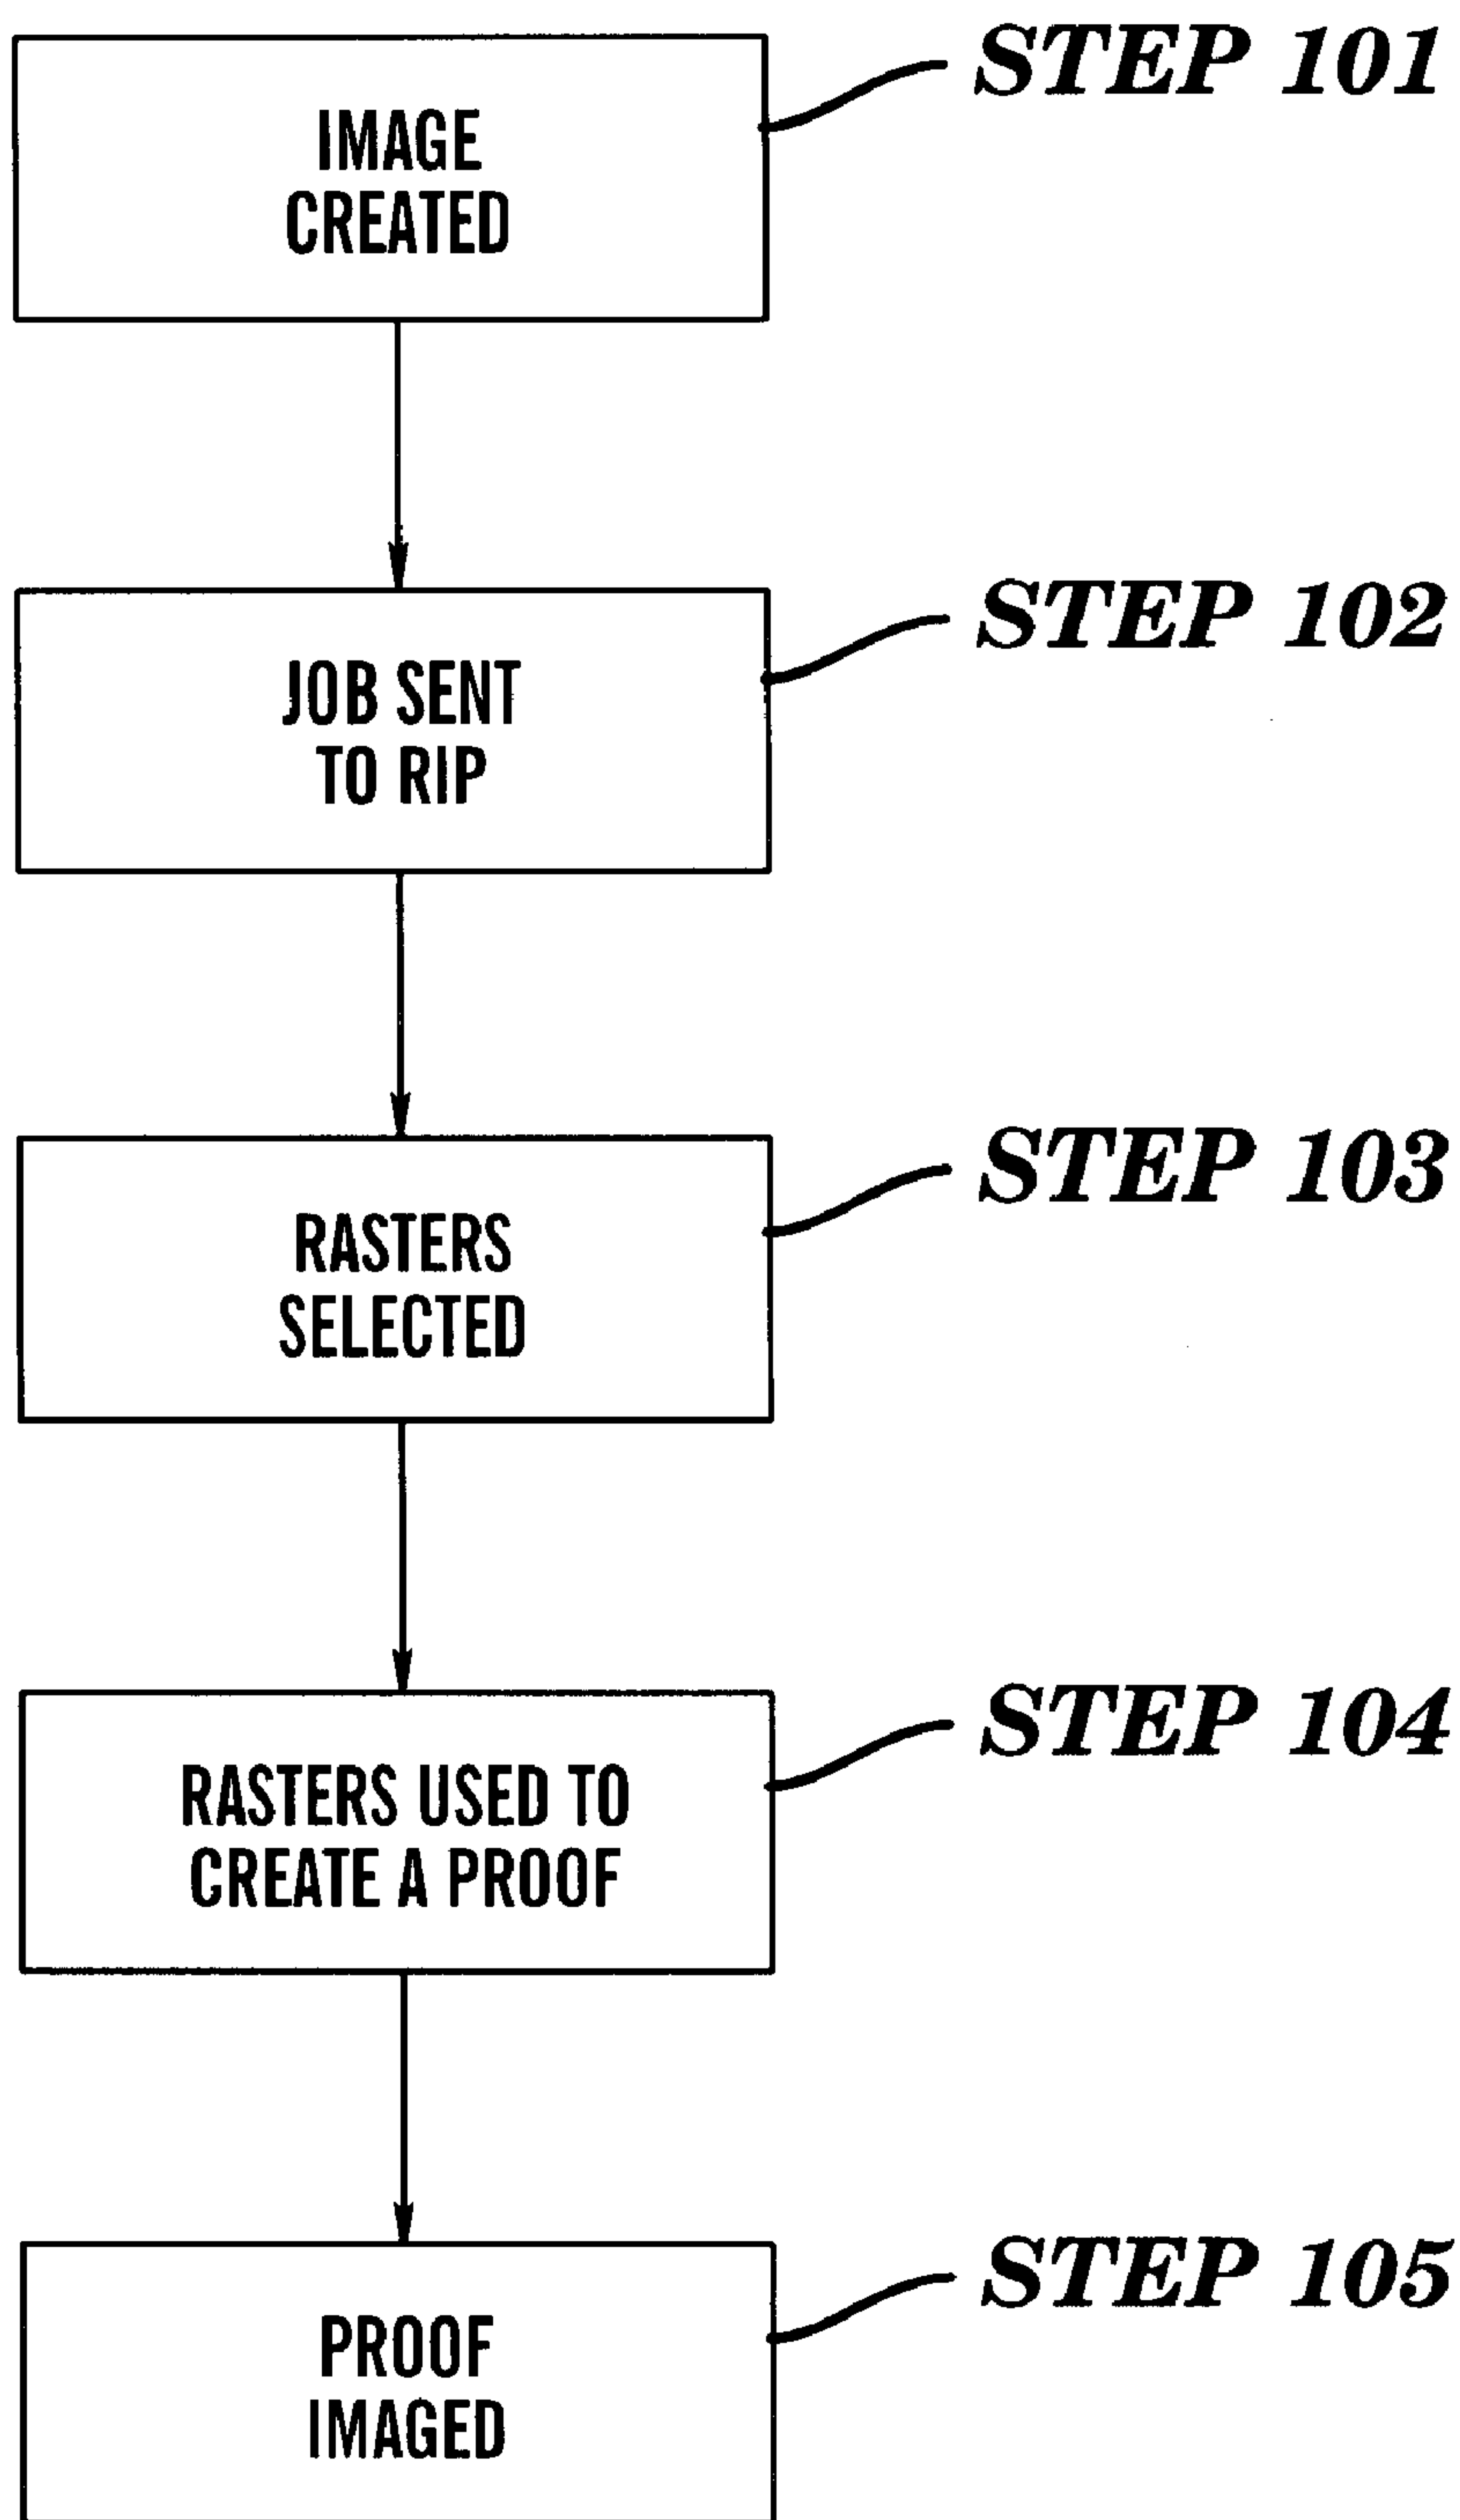 STEP 101
IMAGE
CREATED
STEP 102
JOB SENT
TO RIP
STEP 103
RASTERS
SELECTED
STEP 104
RASTERS USED TO
CREATE A PROOF
STEP 105
PROOF
IMAGED